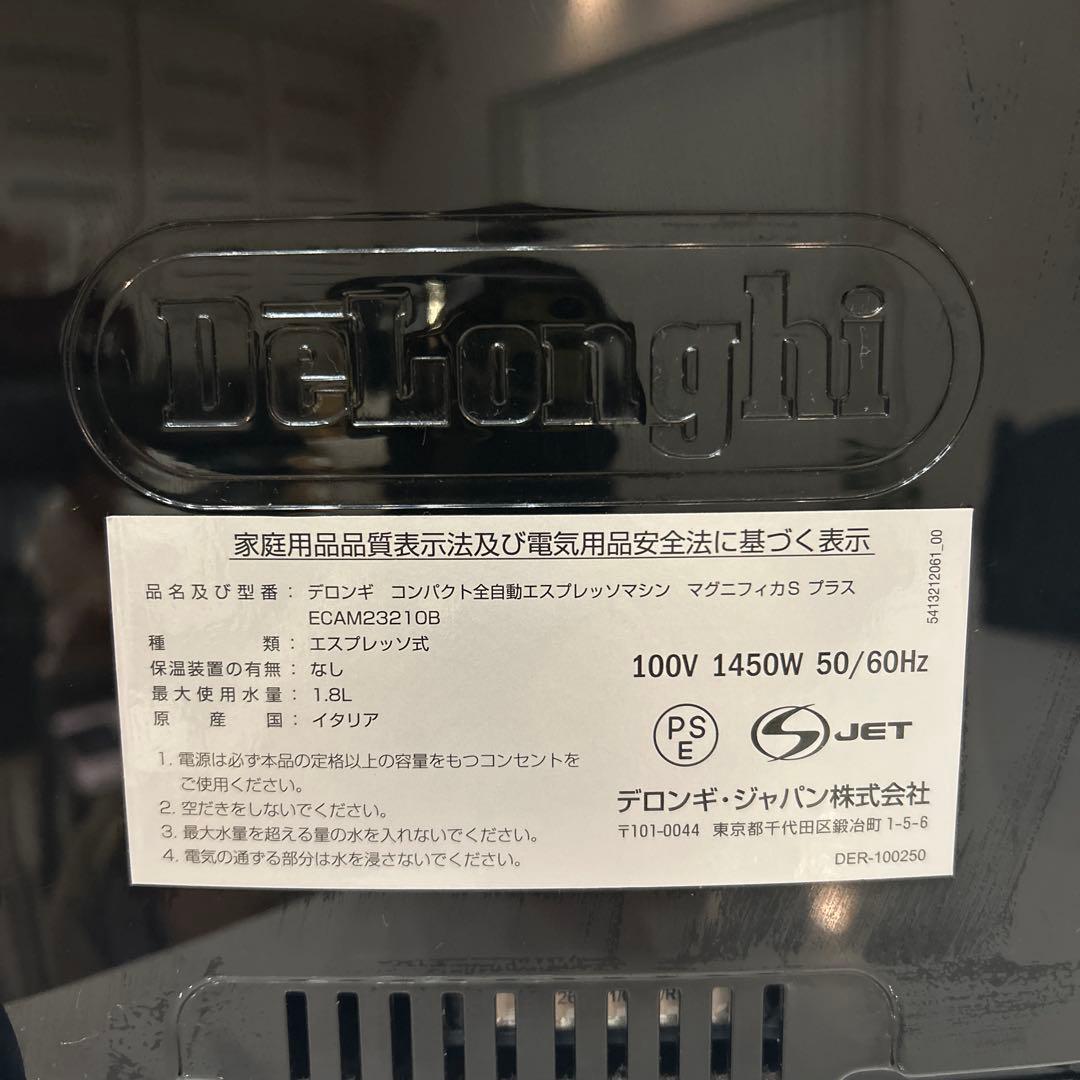 DeLonghi
家庭用品品質表示法及び電気用品安全法に基づく表示
5413212061_00
品名及び型番：デロンギ コンパクト全自動エスプレッソマシン マグニフィカS プラス
ECAM23210B
種類：エスプレッソ式
保温装置の有無：なし
最大使用水量：1.8L
原産国：イタリア
100V 1450W 50/60Hz
PS
E
S JET
1. 電源は必ず本品の定格以上の容量をもつコンセントを
ご使用ください。
2. 空だきをしないでください。
3. 最大水量を超える量の水を入れないでください。
4. 電気の通ずる部分は水を浸さないでください。
デロンギ・ジャパン株式会社
〒101-0044 東京都千代田区鍛冶町1-5-6
DER-100250